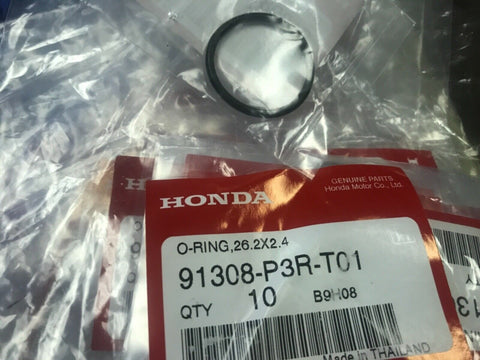 GENUINE PARTS
HONDA Honda Motor Co., Ltd.
O-RING,26.2X2.4
91308-P3R-T01
QTY 10 B9H08
Made in THAILAND
13